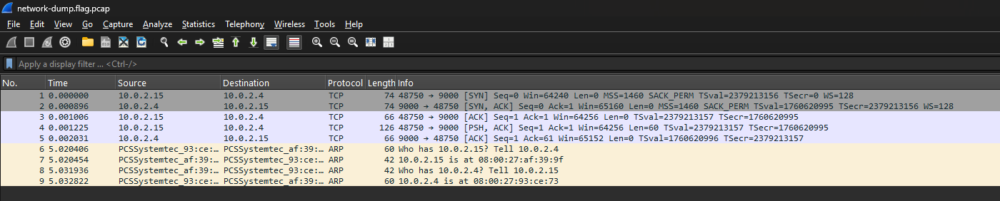 network-dump.flag.pcap
File Edit View Go Capture Analyze Statistics Telephony Wireless Tools Help
Apply a display filter ... <Ctrl-/>
No. Time Source Destination Protocol Length Info
1 0.000000 10.0.2.15 10.0.2.4 TCP 74 48750 → 9000 [SYN] Seq=0 Win=64240 Len=0 MSS=1460 SACK_PERM TSval=2379213156 TSecr=0 WS=128
2 0.000896 10.0.2.4 10.0.2.15 TCP 74 9000 → 48750 [SYN, ACK] Seq=0 Ack=1 Win=65160 Len=0 MSS=1460 SACK_PERM TSval=1760620995 TSecr=2379213156 WS=128
3 0.001006 10.0.2.15 10.0.2.4 TCP 66 48750 → 9000 [ACK] Seq=1 Ack=1 Win=64256 Len=0 TSval=2379213157 TSecr=1760620995
4 0.001225 10.0.2.15 10.0.2.4 TCP 126 48750 → 9000 [PSH, ACK] Seq=1 Ack=1 Win=64256 Len=60 TSval=2379213157 TSecr=1760620995
5 0.002031 10.0.2.4 10.0.2.15 TCP 66 9000 → 48750 [ACK] Seq=1 Ack=61 Win=65152 Len=0 TSval=1760620996 TSecr=2379213157
6 5.020406 PCSSystemtec_93:ce:… PCSSystemtec_af:39:… ARP 60 Who has 10.0.2.15? Tell 10.0.2.4
7 5.020454 PCSSystemtec_af:39:… PCSSystemtec_93:ce:… ARP 42 10.0.2.15 is at 08:00:27:af:39:9f
8 5.031936 PCSSystemtec_af:39:… PCSSystemtec_93:ce:… ARP 42 Who has 10.0.2.4? Tell 10.0.2.15
9 5.032822 PCSSystemtec_93:ce:… PCSSystemtec_af:39:… ARP 60 10.0.2.4 is at 08:00:27:93:ce:73